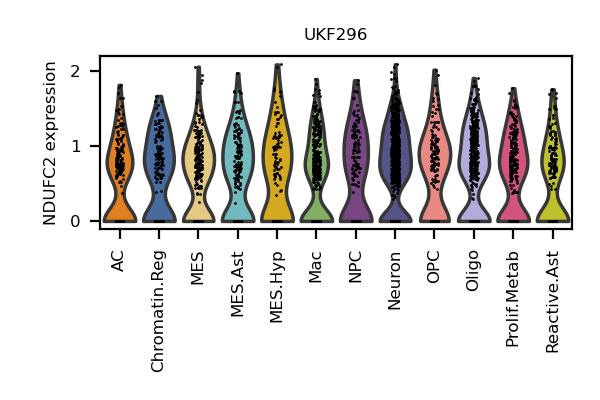 UKF296
NDUFC2 expression
2
1
0
AC
Chromatin.Reg
MES
MES.Ast
MES.Hyp
Mac
NPC
Neuron
OPC
Oligo
Prolif.Metab
Reactive.Ast